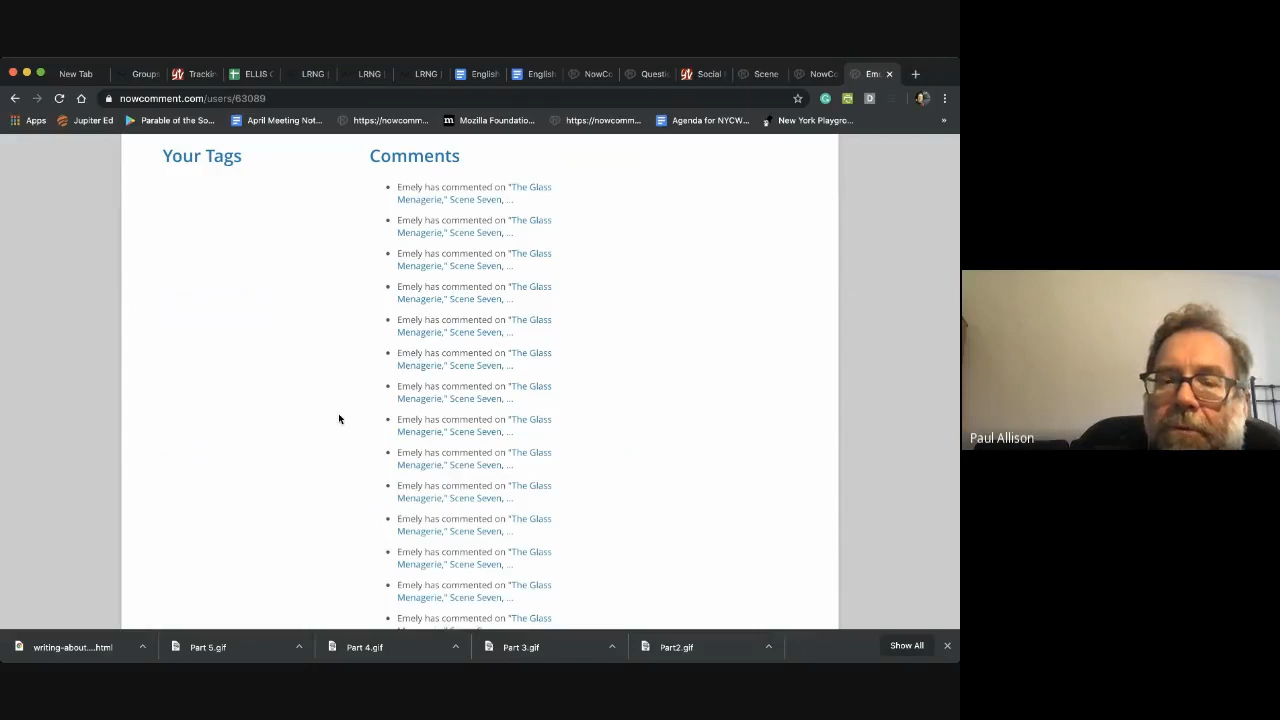 New Tab Groups Tracki ELLIS LRNG LRNG LRNG English English NowCo Questi Social Scene NowCo Eme
nowcomment.com/users/63089
Apps Jupiter Ed Parable of the So... April Meeting Not... https://nowcomm... Mozilla Foundatio... https://nowcomm... Agenda for NYCW... New York Playgro... »
Your Tags Comments
Emely has commented on "The Glass
Menagerie," Scene Seven, ...
Emely has commented on "The Glass
Menagerie," Scene Seven, ...
Emely has commented on "The Glass
Menagerie," Scene Seven, ...
Emely has commented on "The Glass
Menagerie," Scene Seven, ...
Emely has commented on "The Glass
Menagerie," Scene Seven, ...
Emely has commented on "The Glass
Menagerie," Scene Seven, ...
Emely has commented on "The Glass
Menagerie," Scene Seven, ...
Emely has commented on "The Glass
Menagerie," Scene Seven, ...
Emely has commented on "The Glass
Menagerie," Scene Seven, ...
Emely has commented on "The Glass
Menagerie," Scene Seven, ...
Emely has commented on "The Glass
Menagerie," Scene Seven, ...
Emely has commented on "The Glass
Menagerie," Scene Seven, ...
Emely has commented on "The Glass
Menagerie," Scene Seven, ...
Emely has commented on "The Glass
Paul Allison
writing-about....html Part 5.gif Part 4.gif Part 3.gif Part2.gif Show All